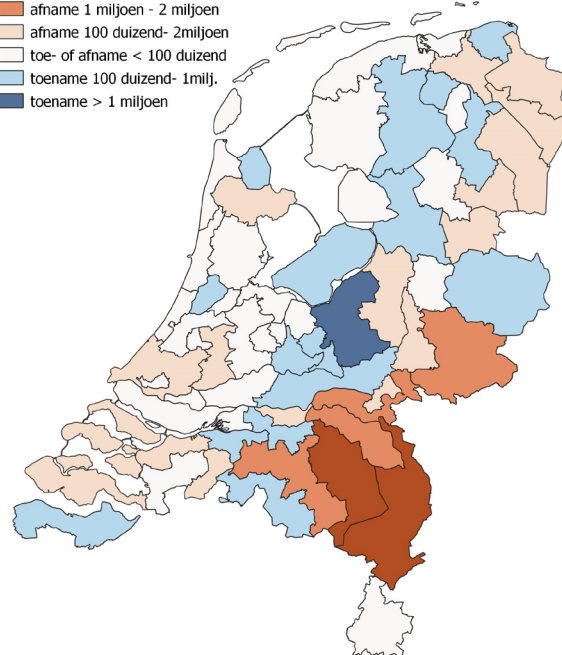 afname 1 miljoen - 2 miljoen
afname 100 duizend- 2miljoen
toe- of afname < 100 duizend
toename 100 duizend- 1milj.
toename > 1 miljoen